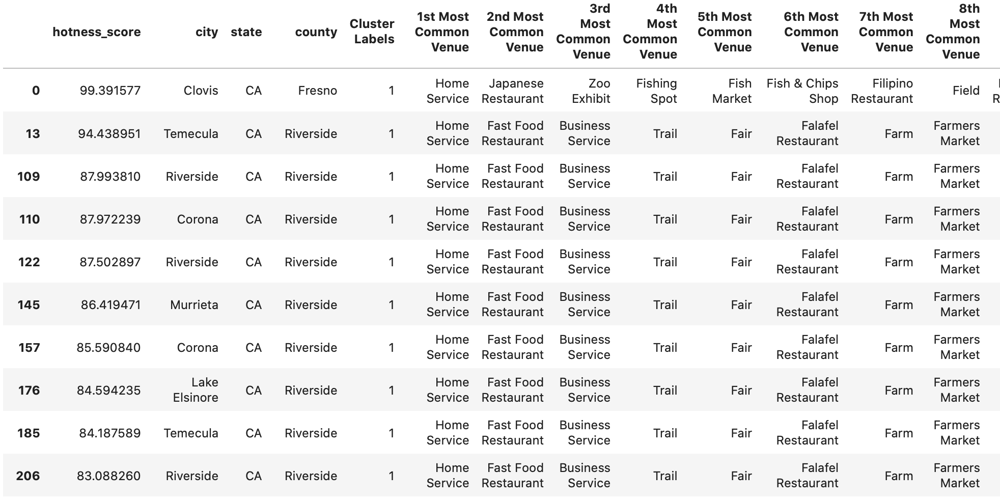 hotness_score city state county Cluster Labels 1st Most Common Venue 2nd Most Common Venue 3rd Most Common Venue 4th Most Common Venue 5th Most Common Venue 6th Most Common Venue 7th Most Common Venue 8th Most Common Venue
0 99.391577 Clovis CA Fresno 1 Home Service Japanese Restaurant Zoo Exhibit Fishing Spot Fish Market Fish & Chips Shop Filipino Restaurant Field
13 94.438951 Temecula CA Riverside 1 Home Service Fast Food Restaurant Business Service Trail Fair Falafel Restaurant Farm Farmers Market
109 87.993810 Riverside CA Riverside 1 Home Service Fast Food Restaurant Business Service Trail Fair Falafel Restaurant Farm Farmers Market
110 87.972239 Corona CA Riverside 1 Home Service Fast Food Restaurant Business Service Trail Fair Falafel Restaurant Farm Farmers Market
122 87.502897 Riverside CA Riverside 1 Home Service Fast Food Restaurant Business Service Trail Fair Falafel Restaurant Farm Farmers Market
145 86.419471 Murrieta CA Riverside 1 Home Service Fast Food Restaurant Business Service Trail Fair Falafel Restaurant Farm Farmers Market
157 85.590840 Corona CA Riverside 1 Home Service Fast Food Restaurant Business Service Trail Fair Falafel Restaurant Farm Farmers Market
176 84.594235 Lake Elsinore CA Riverside 1 Home Service Fast Food Restaurant Business Service Trail Fair Falafel Restaurant Farm Farmers Market
185 84.187589 Temecula CA Riverside 1 Home Service Fast Food Restaurant Business Service Trail Fair Falafel Restaurant Farm Farmers Market
206 83.088260 Riverside CA Riverside 1 Home Service Fast Food Restaurant Business Service Trail Fair Falafel Restaurant Farm Farmers Market